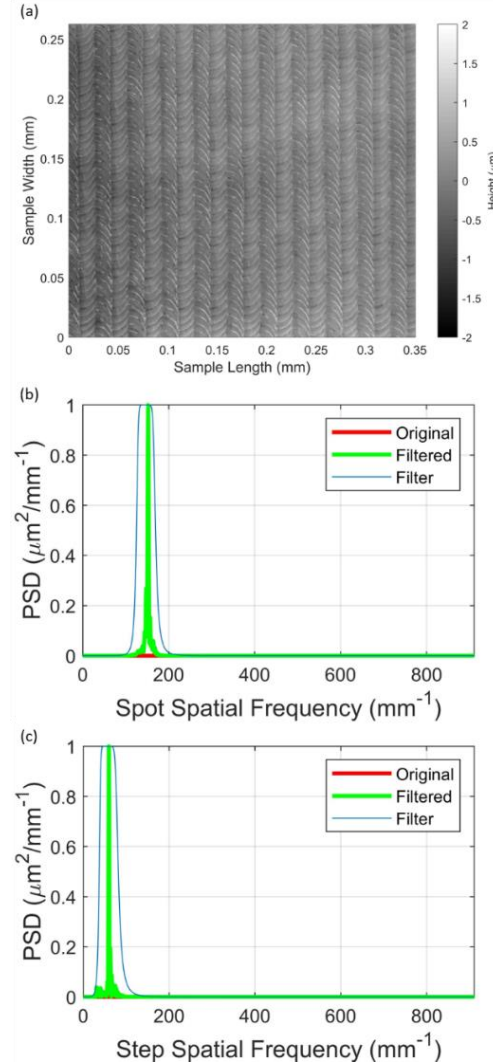 (a)
0.25
0.2
0.15
0.1
0.05
0
Sample Width (mm)
0 0.05 0.1 0.15 0.2 0.25 0.3 0.35
Sample Length (mm)
2
1.5
1
0.5
0
-0.5
-1
-1.5
-2
Height (μm)
(b)
1
0.8
0.6
0.4
0.2
0
PSD (μm²/mm⁻¹)
Original
Filtered
Filter
0 200 400 600 800
Spot Spatial Frequency (mm⁻¹)
(c)
1
0.8
0.6
0.4
0.2
0
PSD (μm²/mm⁻¹)
Original
Filtered
Filter
0 200 400 600 800
Step Spatial Frequency (mm⁻¹)